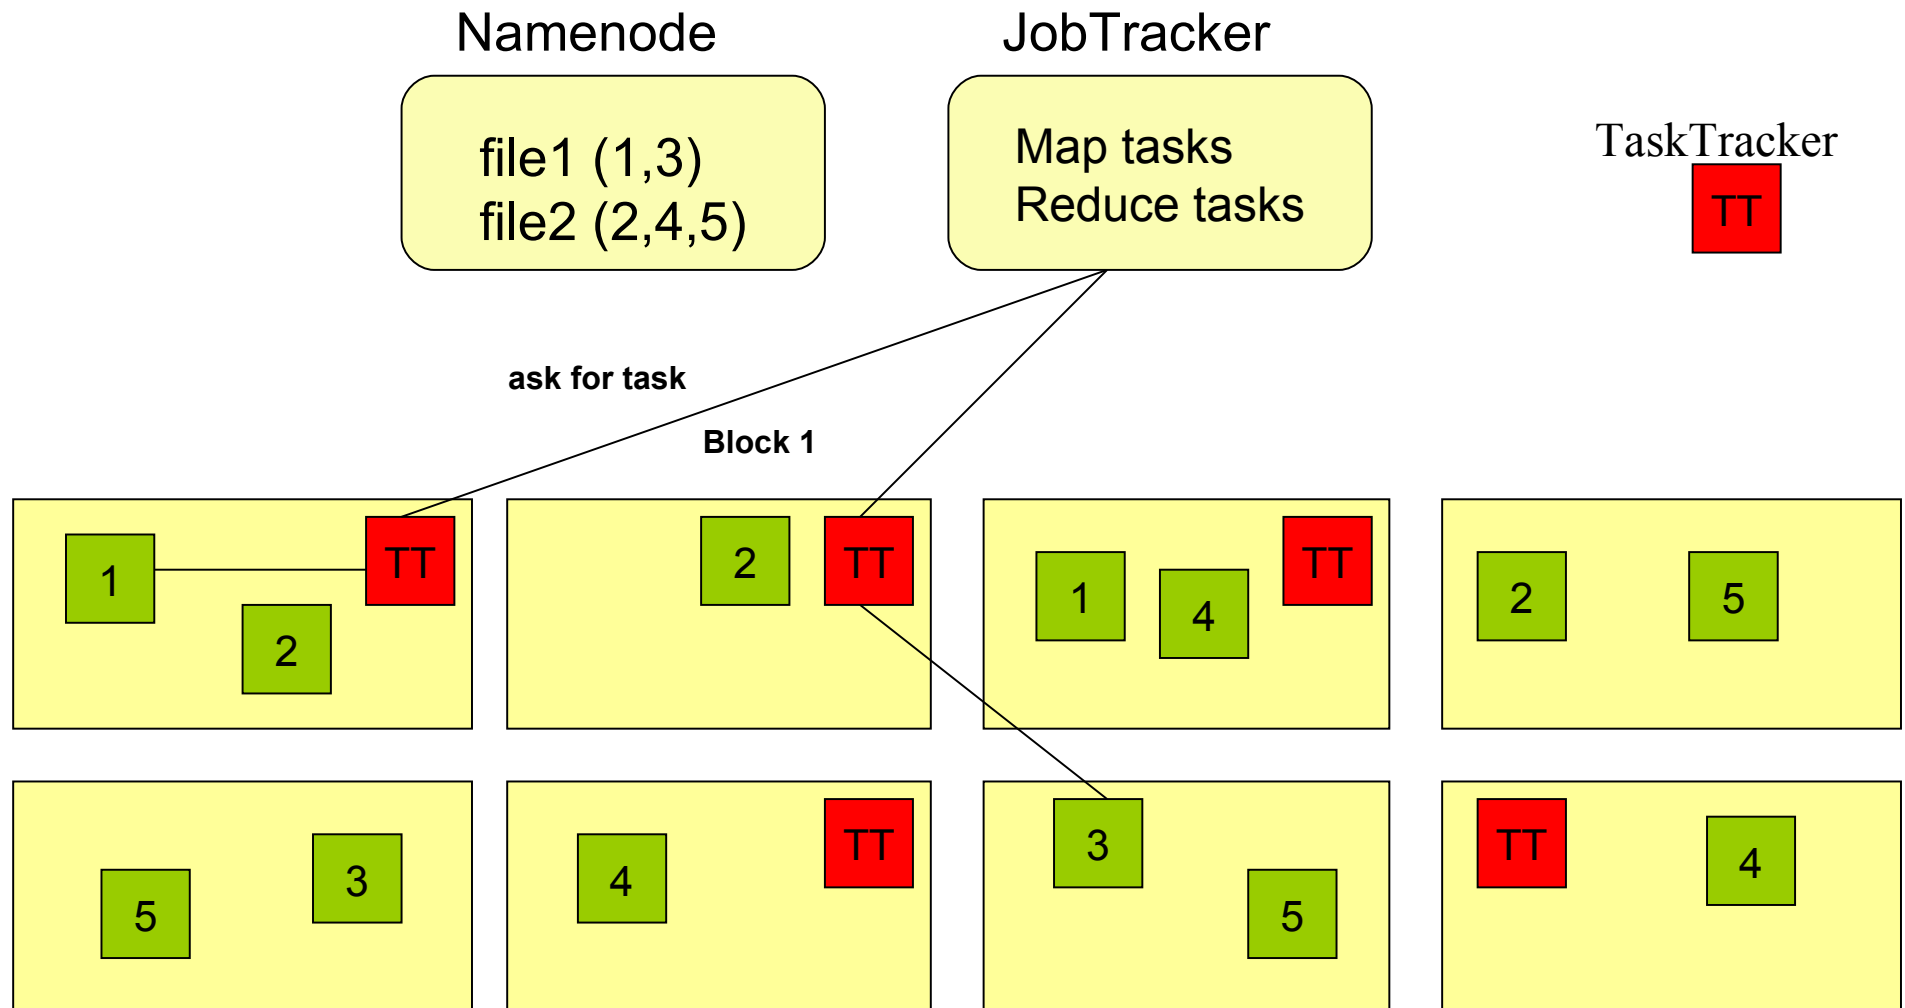 Namenode
JobTracker
file1 (1,3)
file2 (2,4,5)
Map tasks
Reduce tasks
TaskTracker
TT
ask for task
Block 1
1
2
TT
2
TT
1
4
TT
2
5
5
3
4
TT
3
5
TT
4